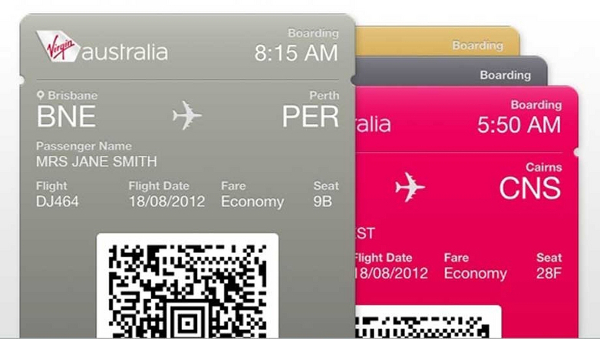 Boarding
Virgin australia
8:15 AM
Brisbane
Perth
BNE
PER
Passenger Name
MRS JANE SMITH
Flight
Flight Date
Fare
Seat
DJ464
18/08/2012
Economy
9B
Boarding
Boarding
Boarding
ralia
5:50 AM
Cairns
CNS
ST
Flight Date
Fare
Seat
18/08/2012
Economy
28F